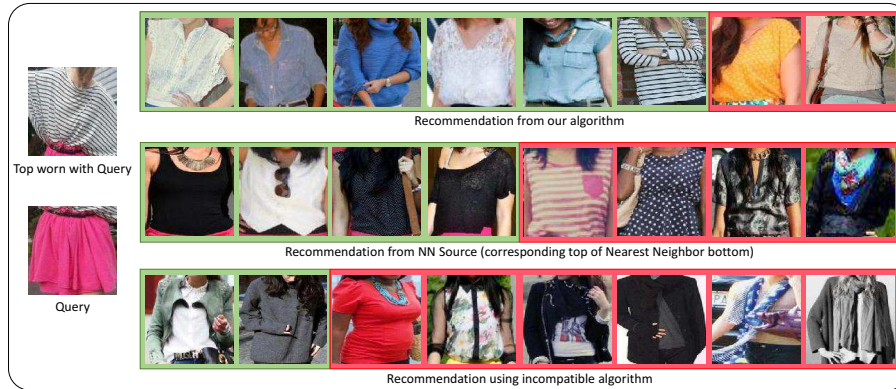 Recommendation from our algorithm
Top worn with Query
Recommendation from NN Source (corresponding top of Nearest Neighbor bottom)
Query
Recommendation using incompatible algorithm